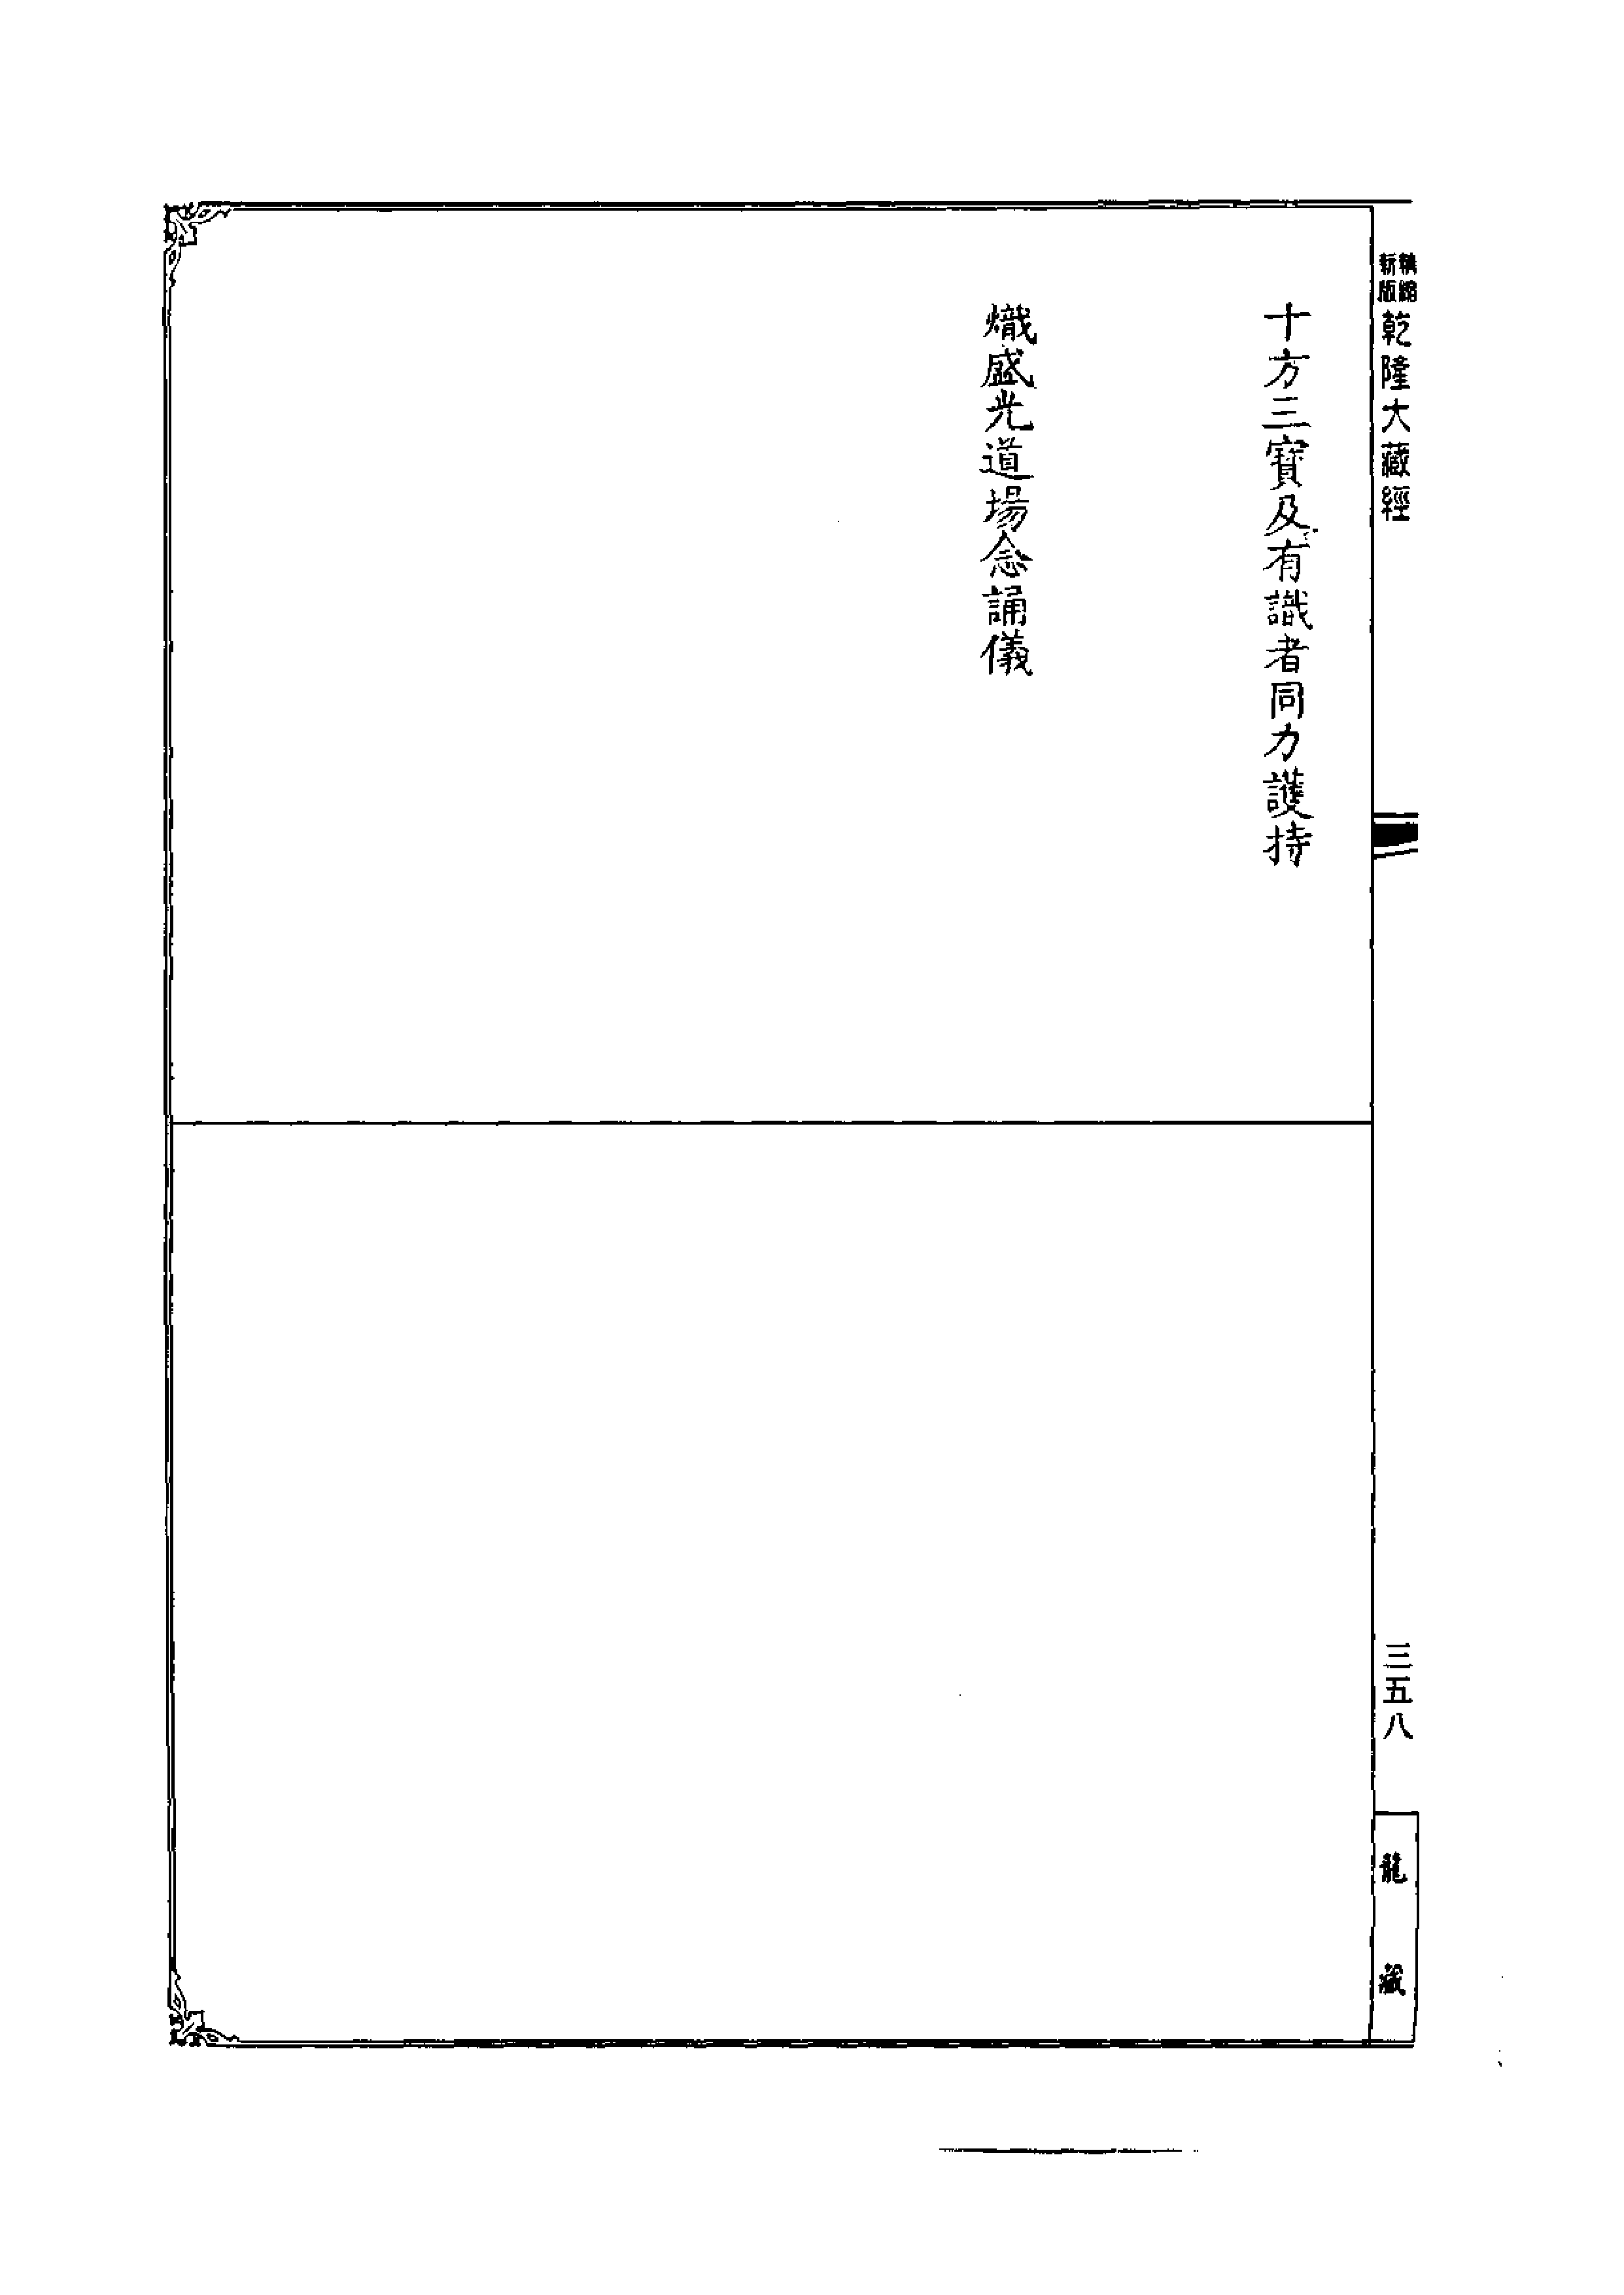 精縮
新版
乾隆大藏經
三五八
龍藏
十方三寶及有識者同力護持
熾盛光道場念誦儀